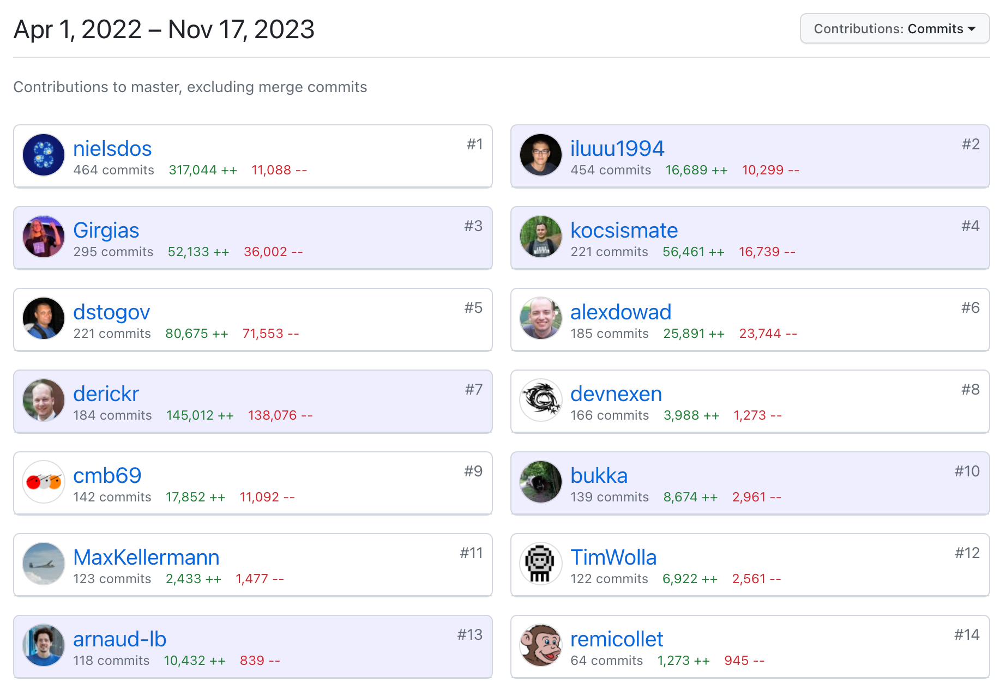 Apr 1, 2022 – Nov 17, 2023
Contributions: Commits
Contributions to master, excluding merge commits
nielsdos #1
464 commits 317,044 ++ 11,088 --
iluuu1994 #2
454 commits 16,689 ++ 10,299 --
Girgias #3
295 commits 52,133 ++ 36,002 --
kocsismate #4
221 commits 56,461 ++ 16,739 --
dstogov #5
221 commits 80,675 ++ 71,553 --
alexdowad #6
185 commits 25,891 ++ 23,744 --
derickr #7
184 commits 145,012 ++ 138,076 --
devnexen #8
166 commits 3,988 ++ 1,273 --
cmb69 #9
142 commits 17,852 ++ 11,092 --
bukka #10
139 commits 8,674 ++ 2,961 --
MaxKellermann #11
123 commits 2,433 ++ 1,477 --
TimWolla #12
122 commits 6,922 ++ 2,561 --
arnaud-lb #13
118 commits 10,432 ++ 839 --
remicollet #14
64 commits 1,273 ++ 945 --